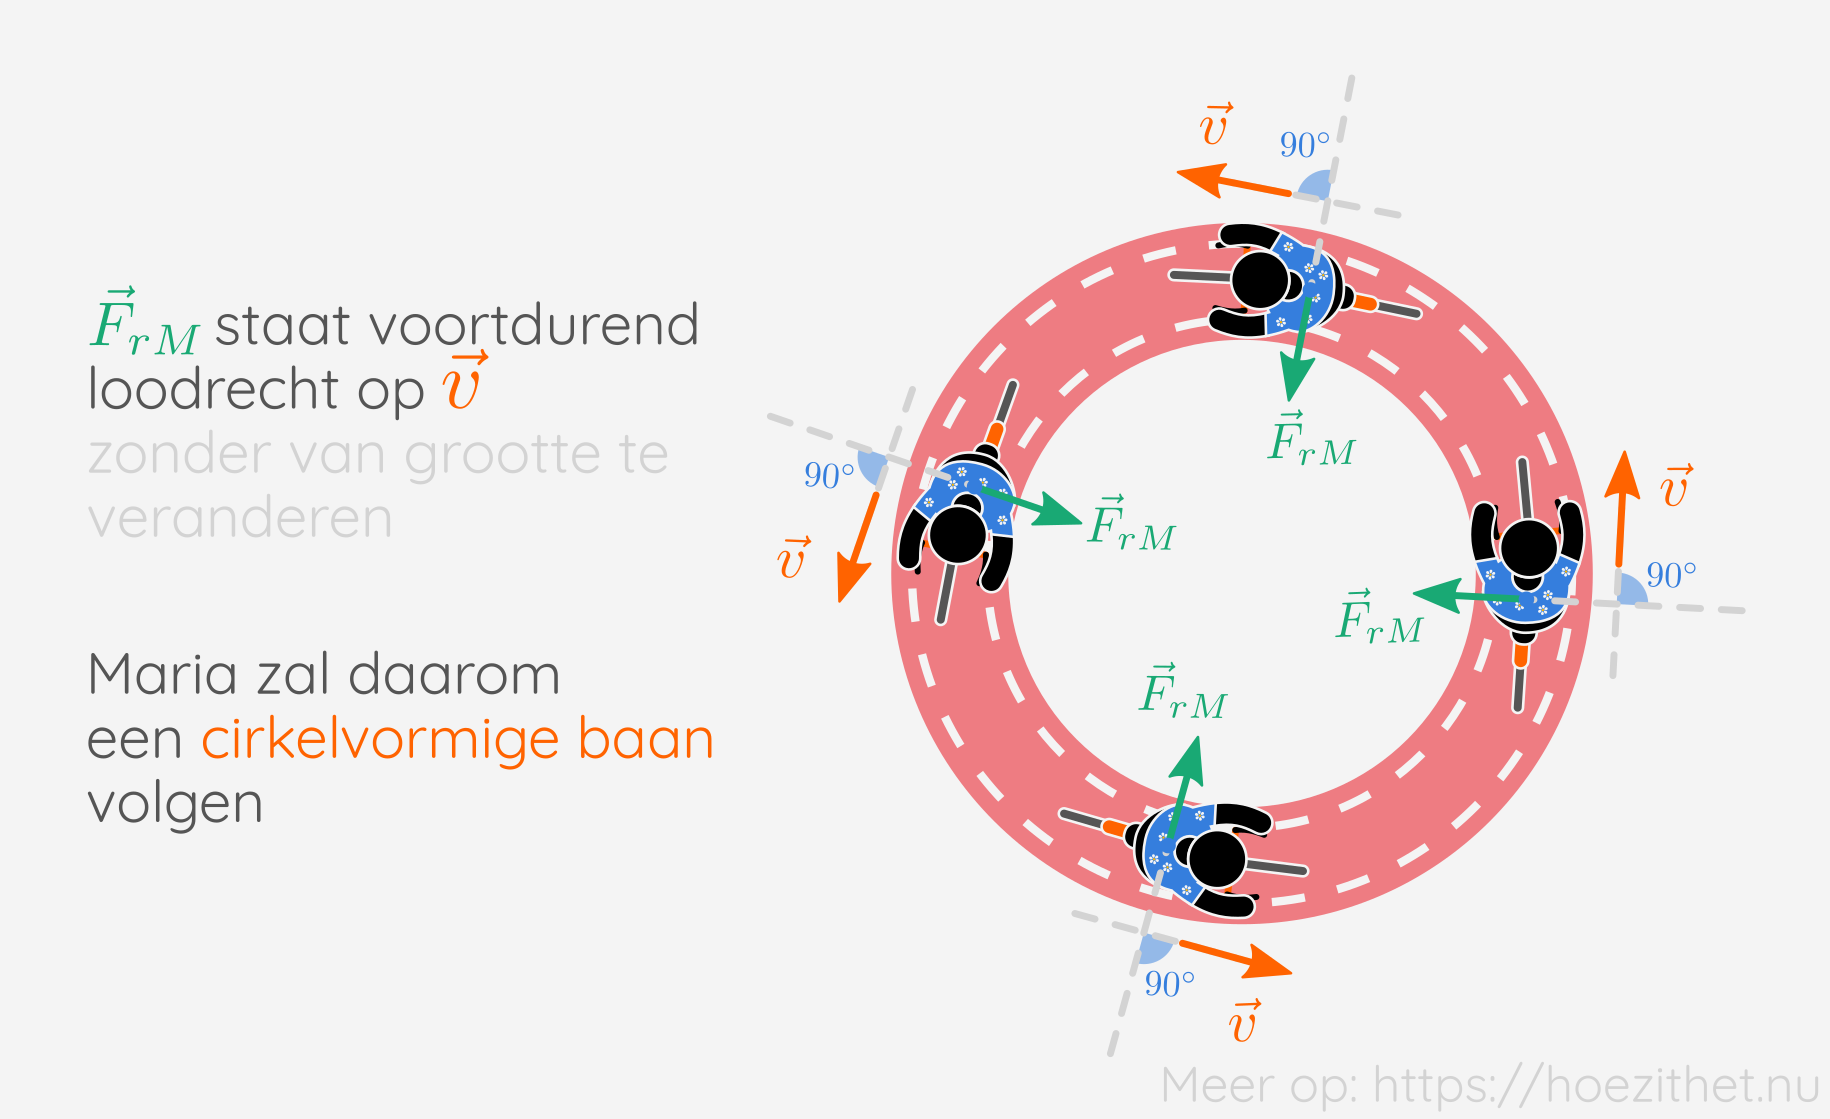 F⃗rM staat voortdurend
loodrecht op v⃗
zonder van grootte te
veranderen
Maria zal daarom
een cirkelvormige baan
volgen
v⃗
90°
F⃗rM
90°
F⃗rM
v⃗
v⃗
90°
F⃗rM
F⃗rM
90°
v⃗
Meer op: https://hoezithet.nu